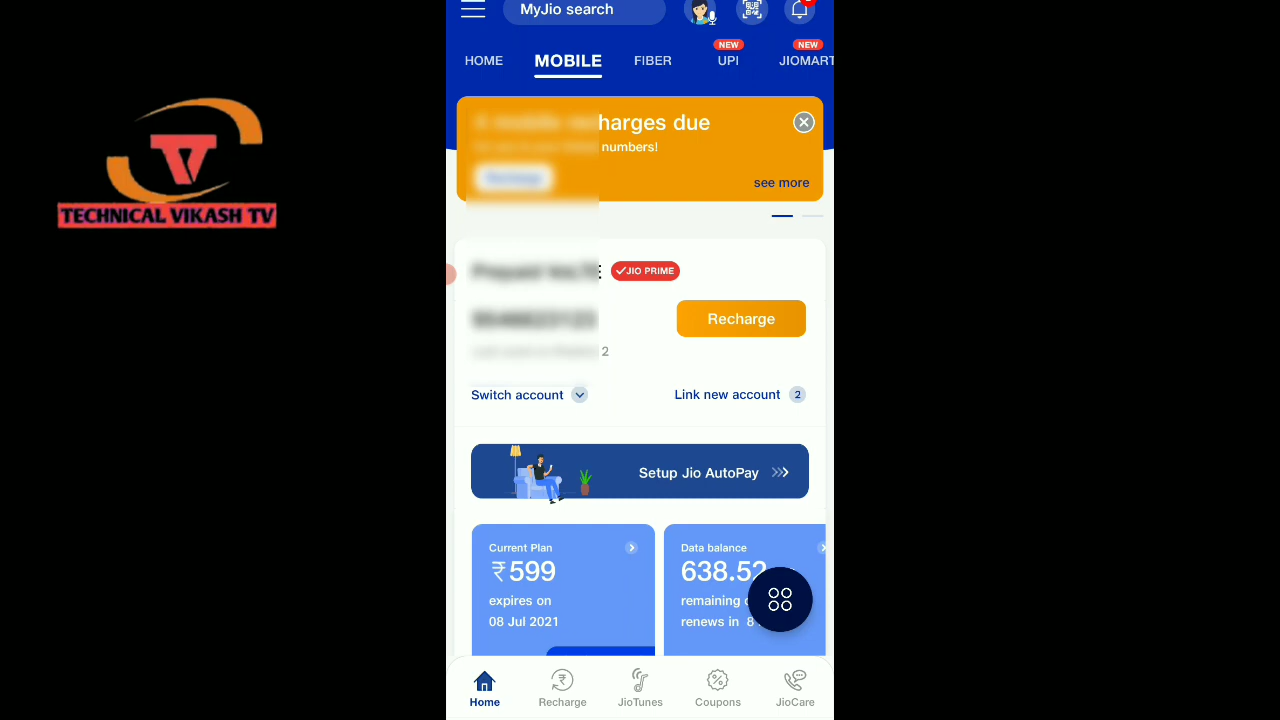 MyJio search
HOME
MOBILE
FIBER
NEW
UPI
NEW
JIOMART
harges due
numbers!
see more
JIO PRIME
Recharge
2
Switch account
Link new account 2
Setup Jio AutoPay
Current Plan
₹599
expires on
08 Jul 2021
Data balance
638.52
remaining
renews in 8
Home
Recharge
JioTunes
Coupons
JioCare
TV
TECHNICAL VIKASH TV